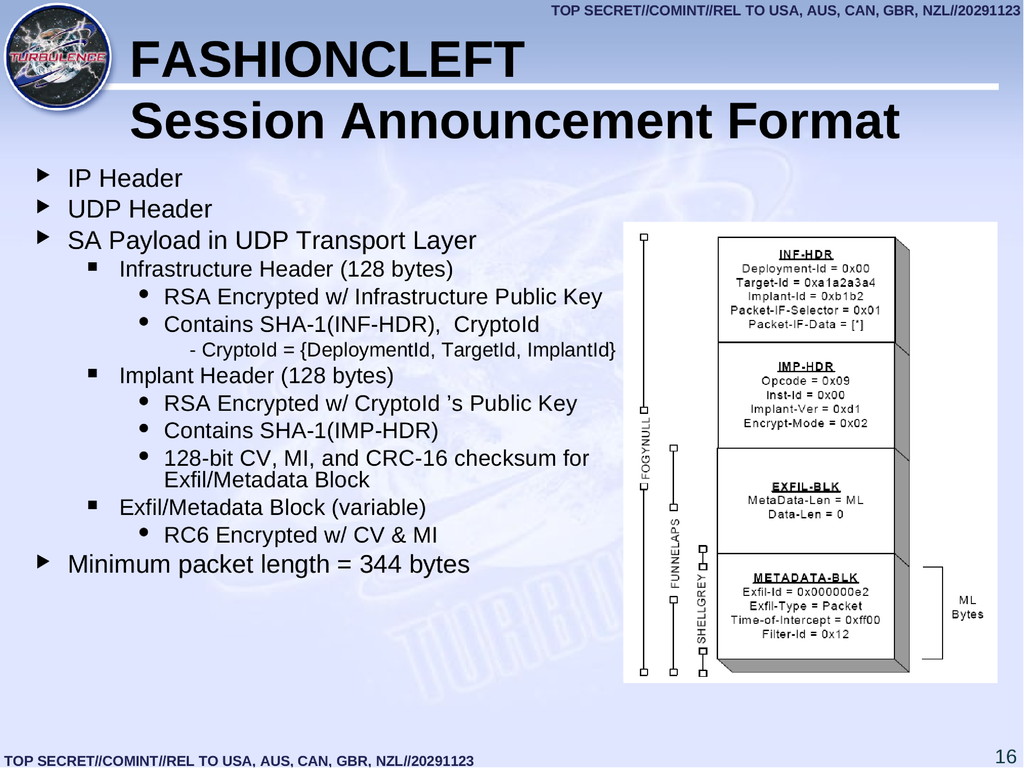 TOP SECRET//COMINT//REL TO USA, AUS, CAN, GBR, NZL//20291123
TURBULENCE
FASHIONCLEFT
Session Announcement Format
IP Header
UDP Header
SA Payload in UDP Transport Layer
Infrastructure Header (128 bytes)
RSA Encrypted w/ Infrastructure Public Key
Contains SHA-1(INF-HDR), CryptoId
- CryptoId = {DeploymentId, TargetId, ImplantId}
Implant Header (128 bytes)
RSA Encrypted w/ CryptoId ’s Public Key
Contains SHA-1(IMP-HDR)
128-bit CV, MI, and CRC-16 checksum for
Exfil/Metadata Block
Exfil/Metadata Block (variable)
RC6 Encrypted w/ CV & MI
Minimum packet length = 344 bytes
FOGYNULL
FUNNELAPS
SHELLGREY
INF-HDR
Deployment-Id = 0x00
Target-Id = 0xa1a2a3a4
Implant-Id = 0xb1b2
Packet-IF-Selector = 0x01
Packet-IF-Data = [*]
IMP-HDR
Opcode = 0x09
Inst-Id = 0x00
Implant-Ver = 0xd1
Encrypt-Mode = 0x02
EXFIL-BLK
MetaData-Len = ML
Data-Len = 0
METADATA-BLK
Exfil-Id = 0x000000e2
Exfil-Type = Packet
Time-of-Intercept = 0xff00
Filter-Id = 0x12
ML
Bytes
TURBU
TOP SECRET//COMINT//REL TO USA, AUS, CAN, GBR, NZL//20291123
16